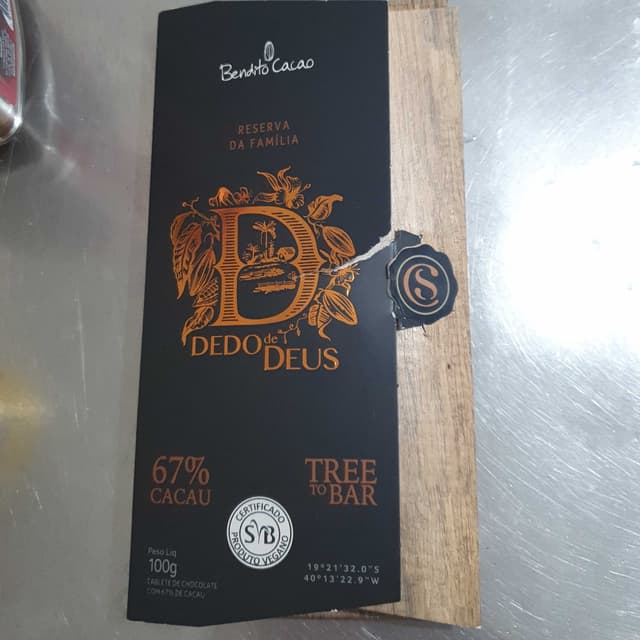 Bendito Cacao
RESERVA
DA FAMÍLIA
D
DEDO de DEUS
67%
CACAU
TREE
TO BAR
CERTIFICADO
SVB
PRODUTO VEGANO
Peso Liq
100g
TABLETE DE CHOCOLATE
COM 67% DE CACAU
19°21'32.0"S
40°13'22.9"W